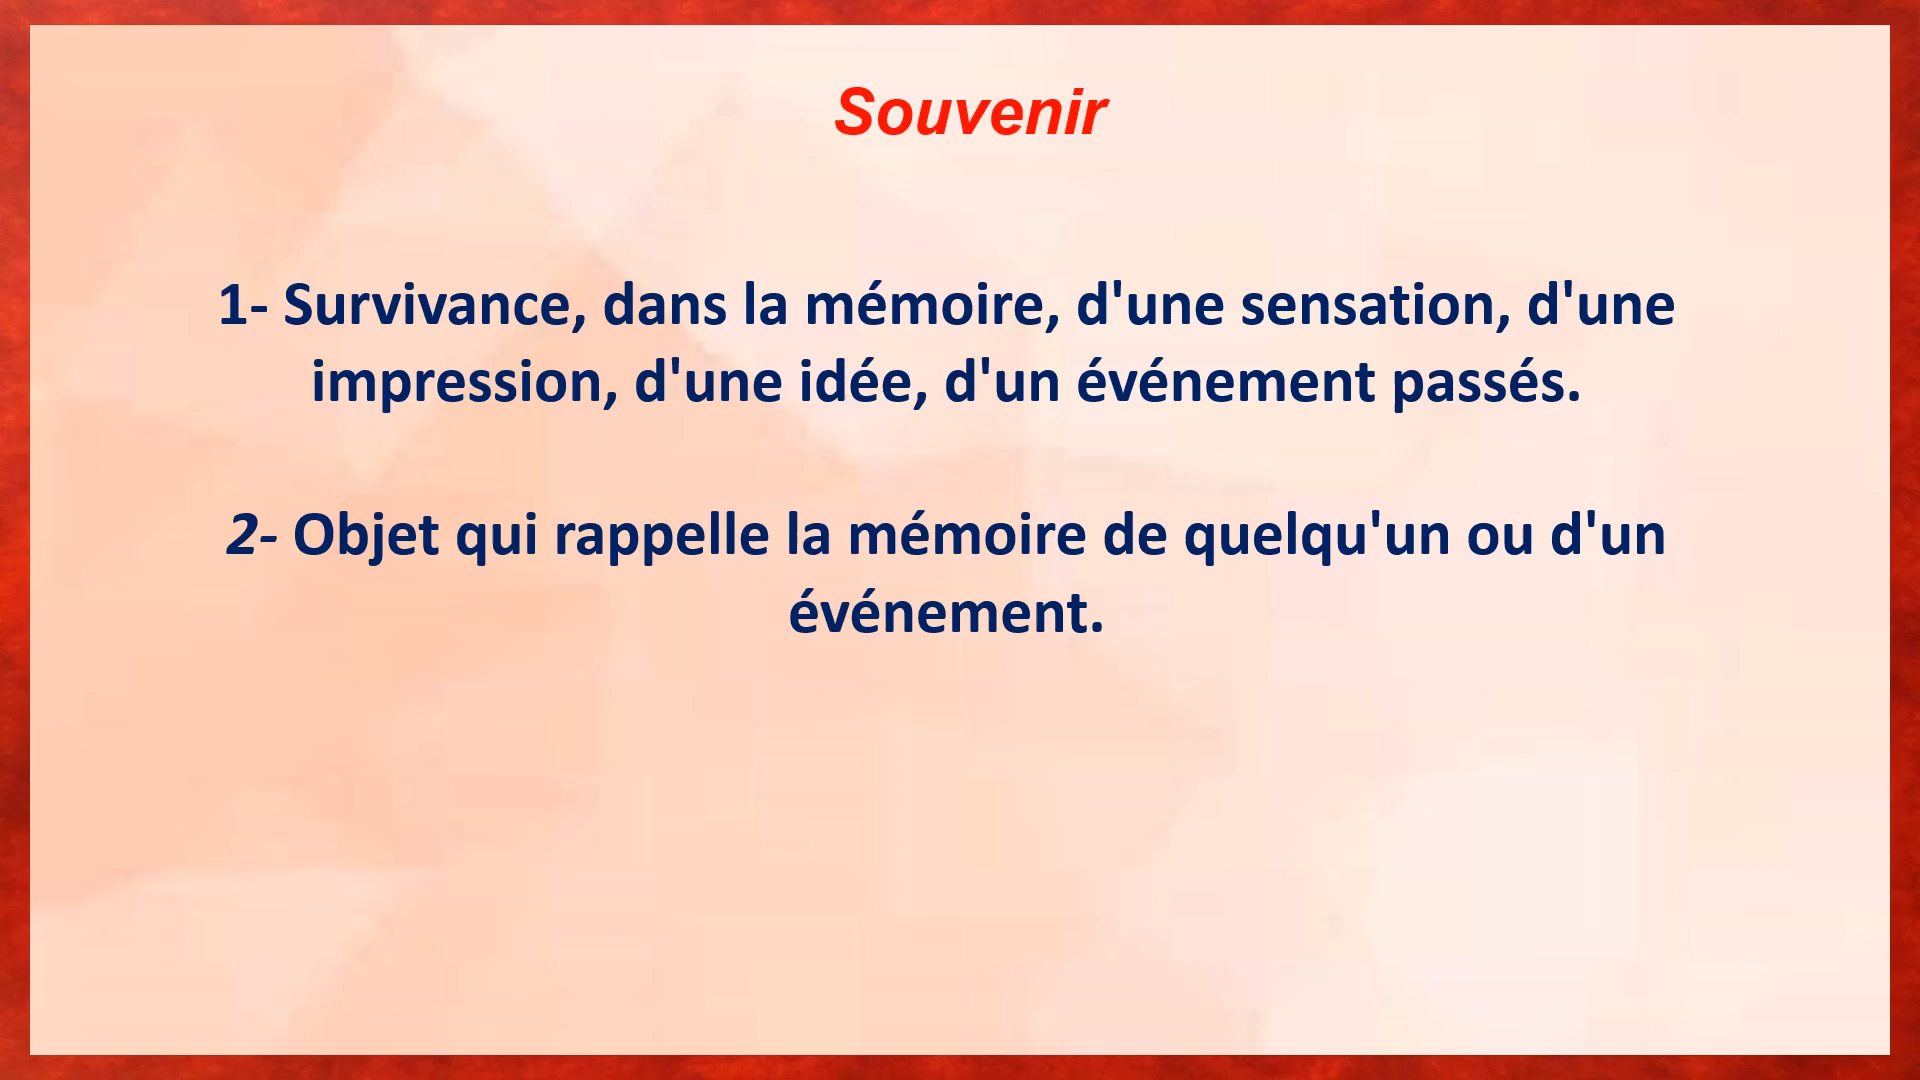 Souvenir
1- Survivance, dans la mémoire, d'une sensation, d'une
impression, d'une idée, d'un événement passés.
2- Objet qui rappelle la mémoire de quelqu'un ou d'un
événement.